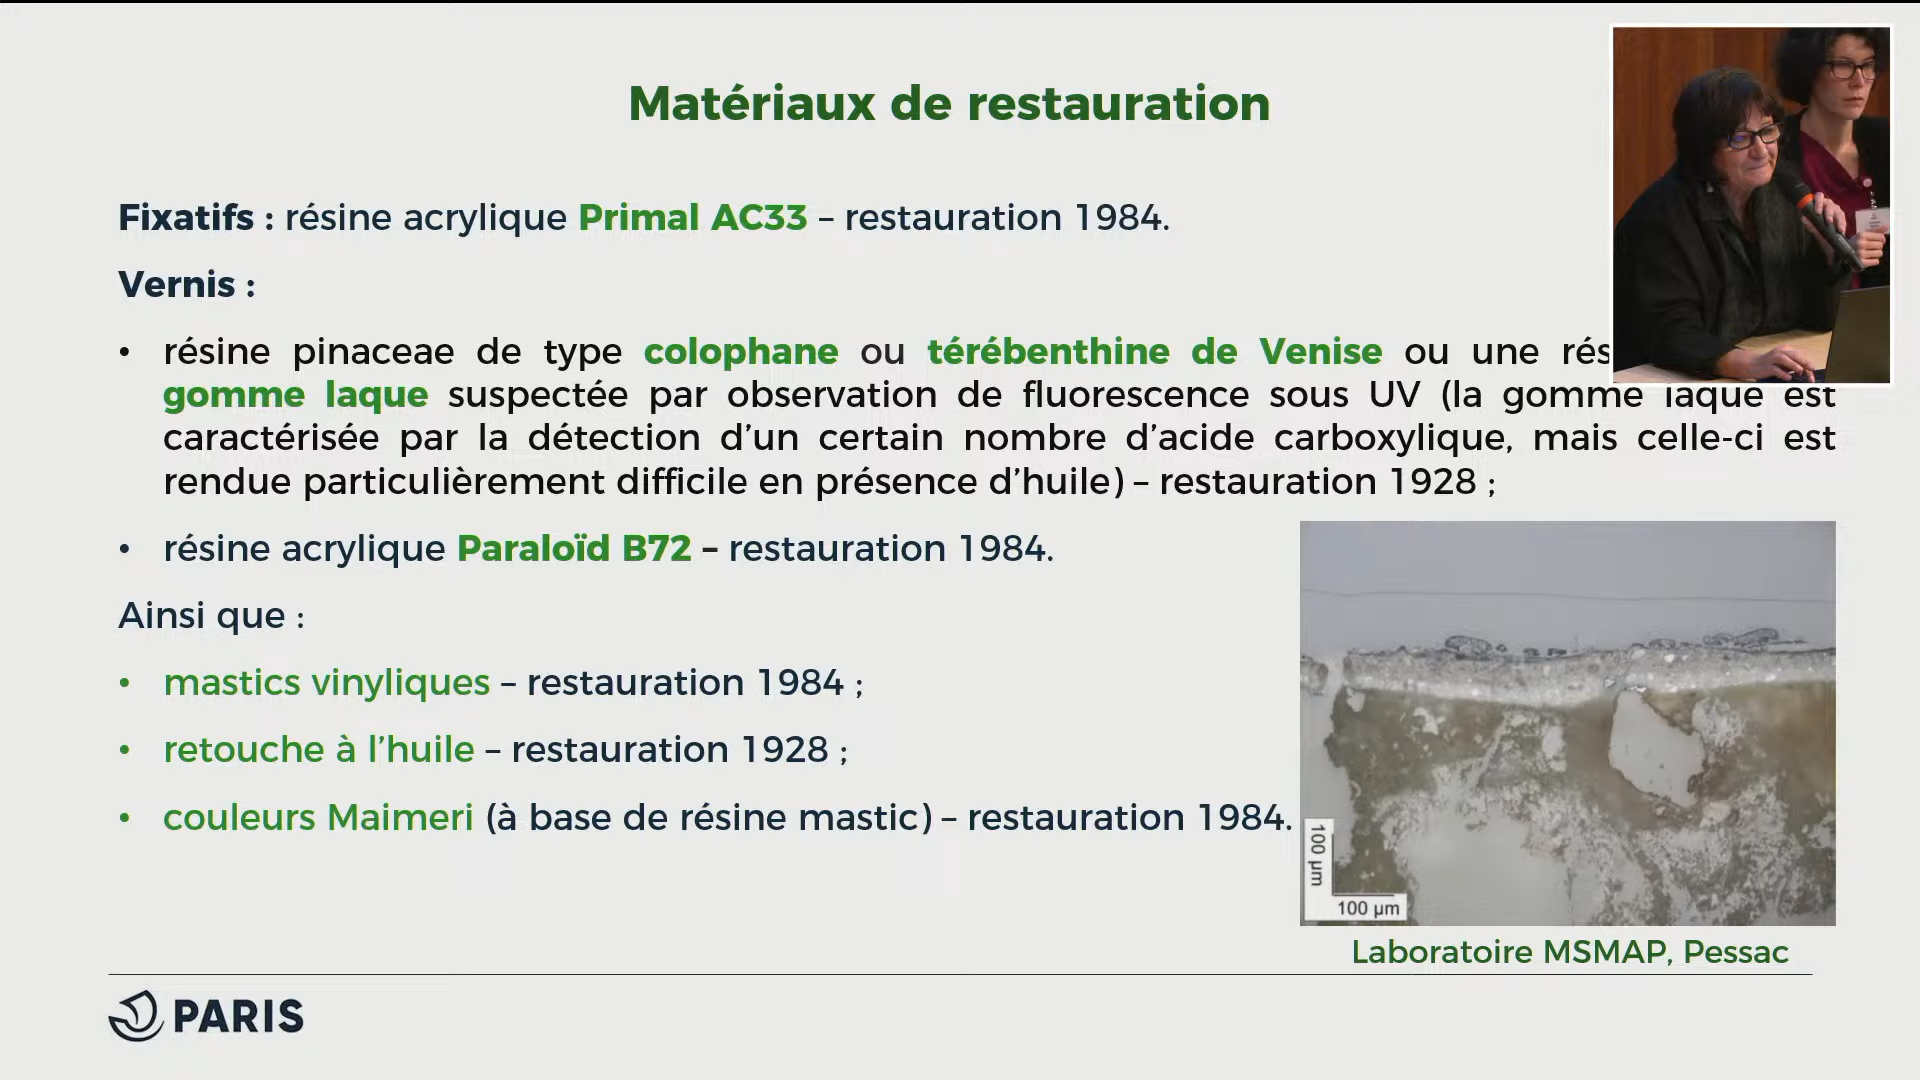 Matériaux de restauration
Fixatifs : résine acrylique Primal AC33 – restauration 1984.
Vernis :
• résine pinaceae de type colophane ou térébenthine de Venise ou une
gomme laque suspectée par observation de fluorescence sous UV (la gomme laque est
caractérisée par la détection d’un certain nombre d’acide carboxylique, mais celle-ci est
rendue particulièrement difficile en présence d’huile) – restauration 1928 ;
• résine acrylique Paraloïd B72 – restauration 1984.
Ainsi que :
• mastics vinyliques – restauration 1984 ;
• retouche à l’huile – restauration 1928 ;
• couleurs Maimeri (à base de résine mastic) – restauration 1984.
100 µm
100 µm
Laboratoire MSMAP, Pessac
PARIS